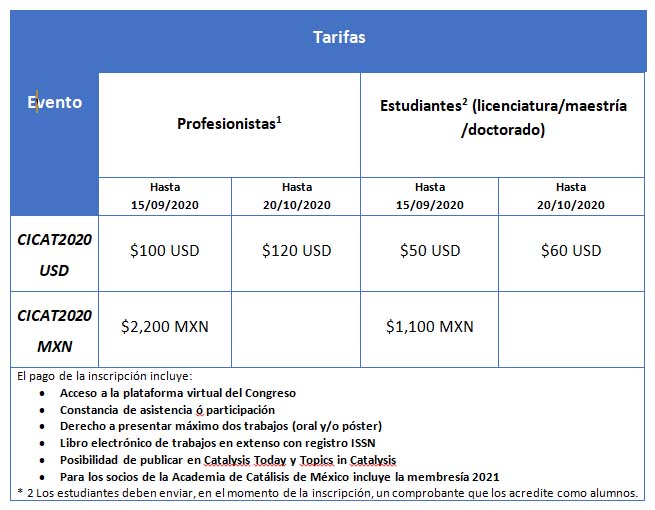 Tarifas
Evento
Profesionistas1
Estudiantes2 (licenciatura/maestría
/doctorado)
Hasta
15/09/2020
Hasta
20/10/2020
Hasta
15/09/2020
Hasta
20/10/2020
CICAT2020
USD
$100 USD
$120 USD
$50 USD
$60 USD
CICAT2020
MXN
$2,200 MXN
$1,100 MXN
El pago de la inscripción incluye:
• Acceso a la plataforma virtual del Congreso
• Constancia de asistencia ó participación
• Derecho a presentar máximo dos trabajos (oral y/o póster)
• Libro electrónico de trabajos en extenso con registro ISSN
• Posibilidad de publicar en Catalysis Today y Topics in Catalysis
• Para los socios de la Academia de Catálisis de México incluye la membresía 2021
* 2 Los estudiantes deben enviar, en el momento de la inscripción, un comprobante que los acredite como alumnos.